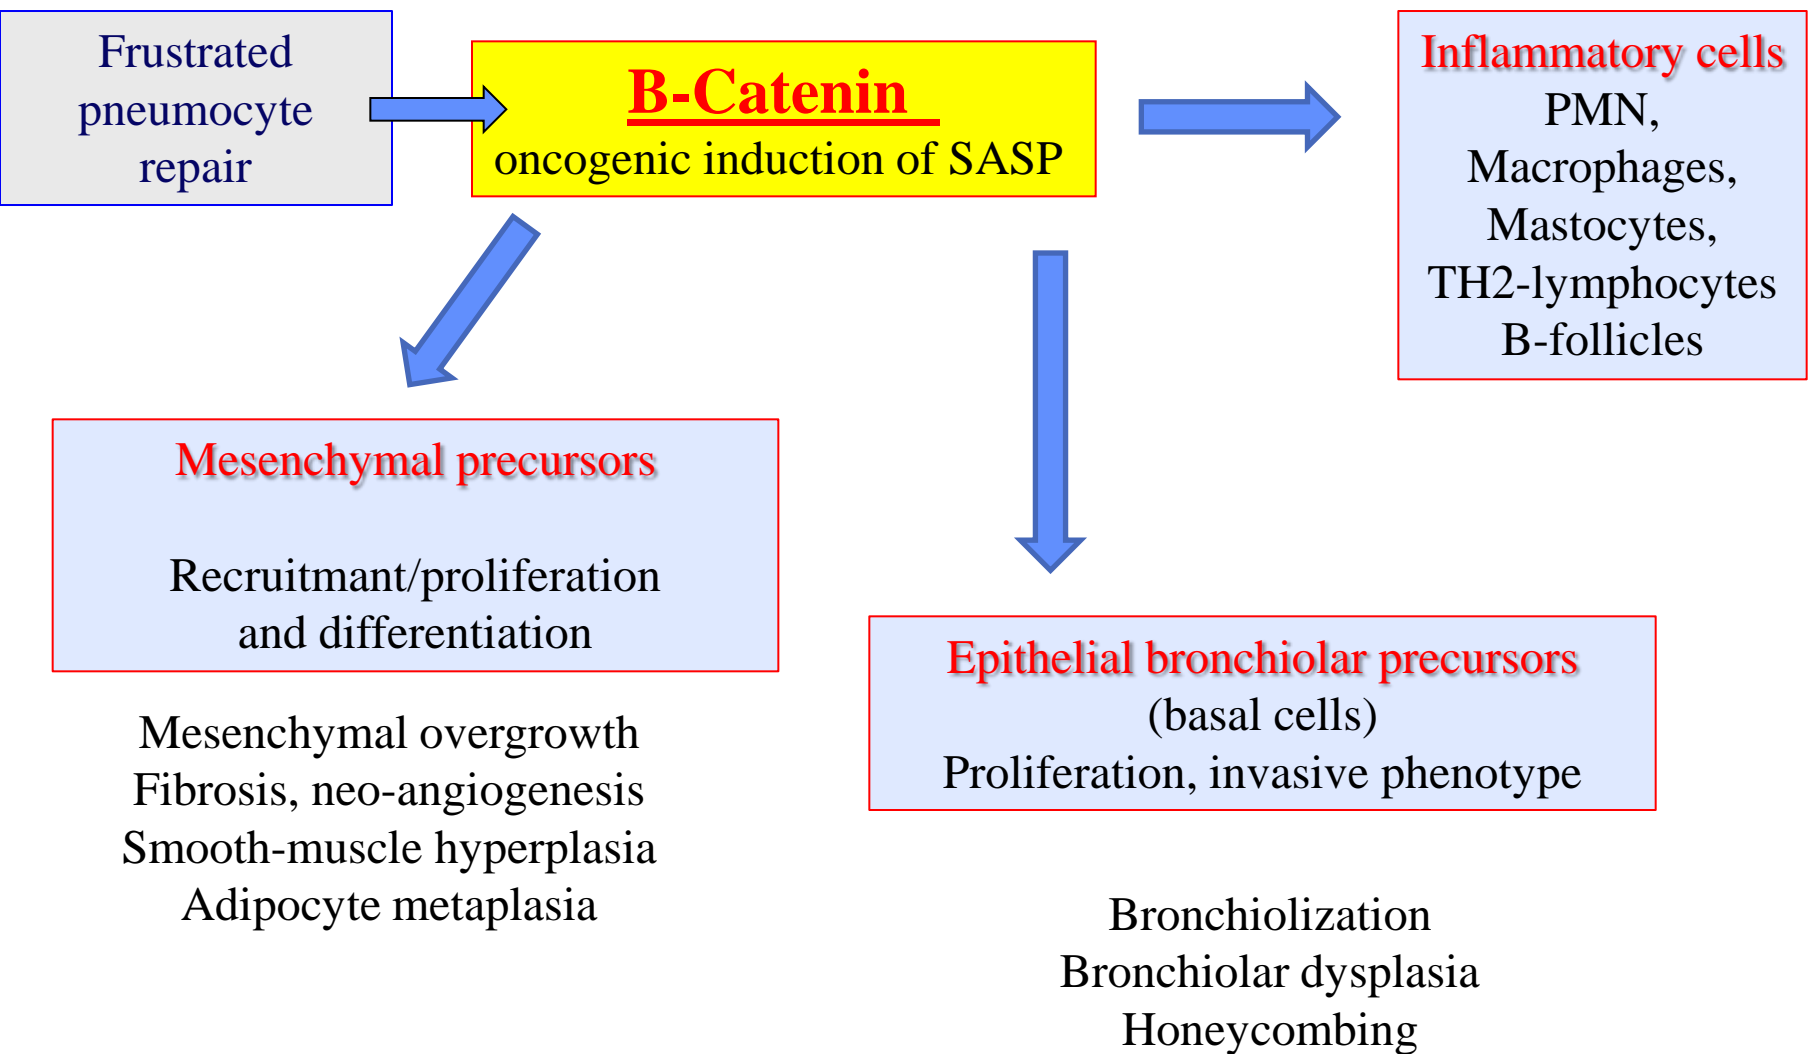 Frustrated
pneumocyte
repair
B-Catenin
oncogenic induction of SASP
Inflammatory cells
PMN,
Macrophages,
Mastocytes,
TH2-lymphocytes
B-follicles
Mesenchymal precursors
Recruitmant/proliferation
and differentiation
Mesenchymal overgrowth
Fibrosis, neo-angiogenesis
Smooth-muscle hyperplasia
Adipocyte metaplasia
Epithelial bronchiolar precursors
(basal cells)
Proliferation, invasive phenotype
Bronchiolization
Bronchiolar dysplasia
Honeycombing